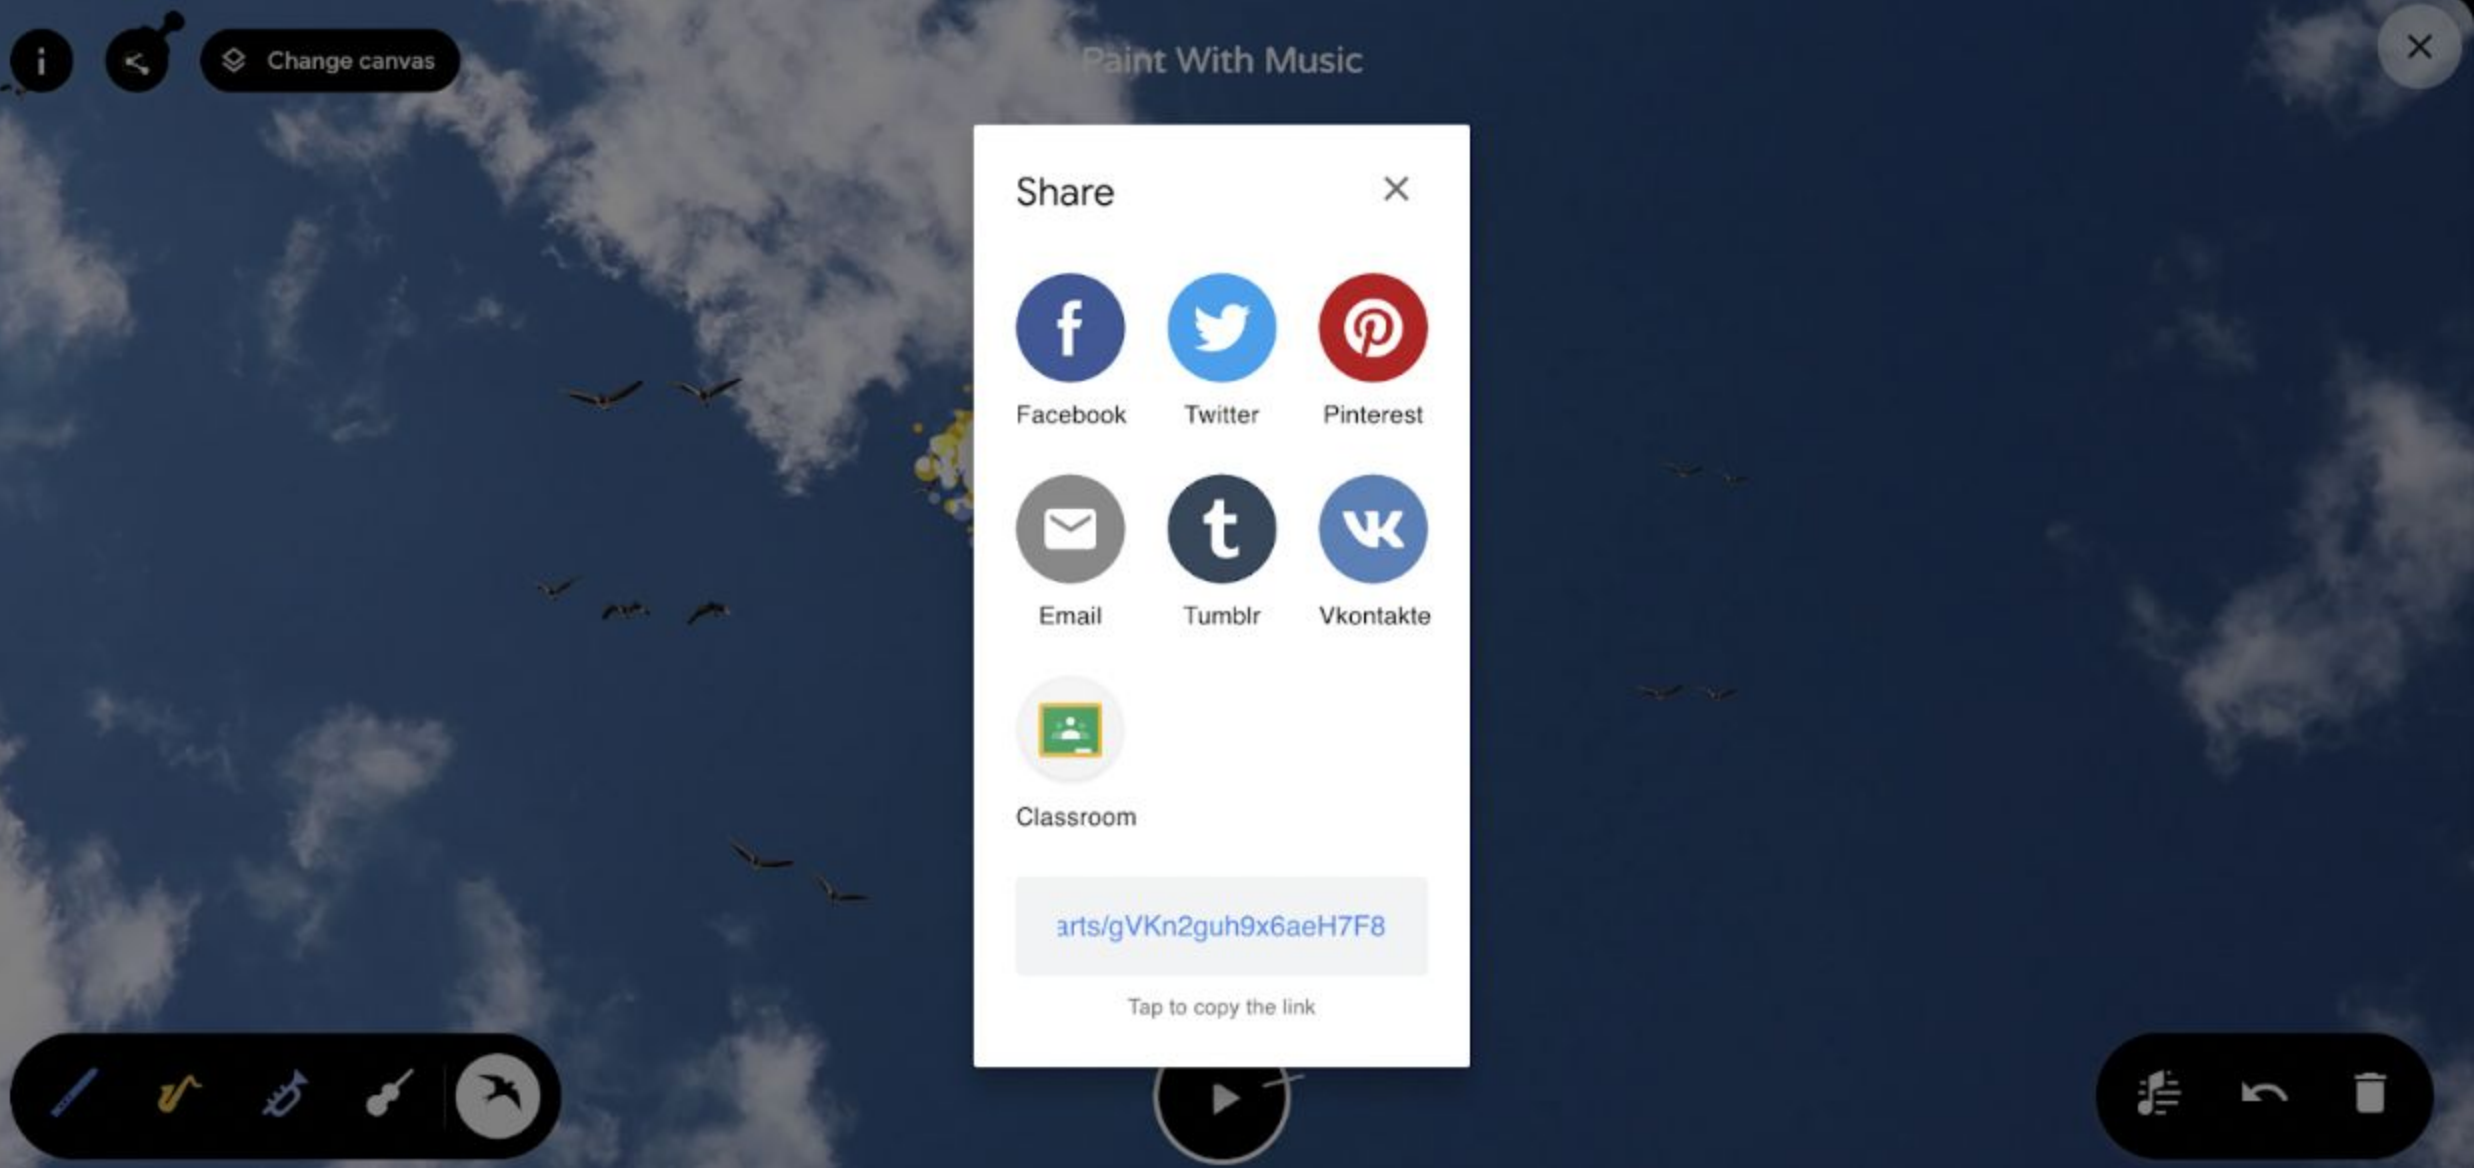 Change canvas
Paint With Music
Share
Facebook
Twitter
Pinterest
Email
Tumblr
Vkontakte
Classroom
arts/gVKn2guh9x6aeH7F8
Tap to copy the link